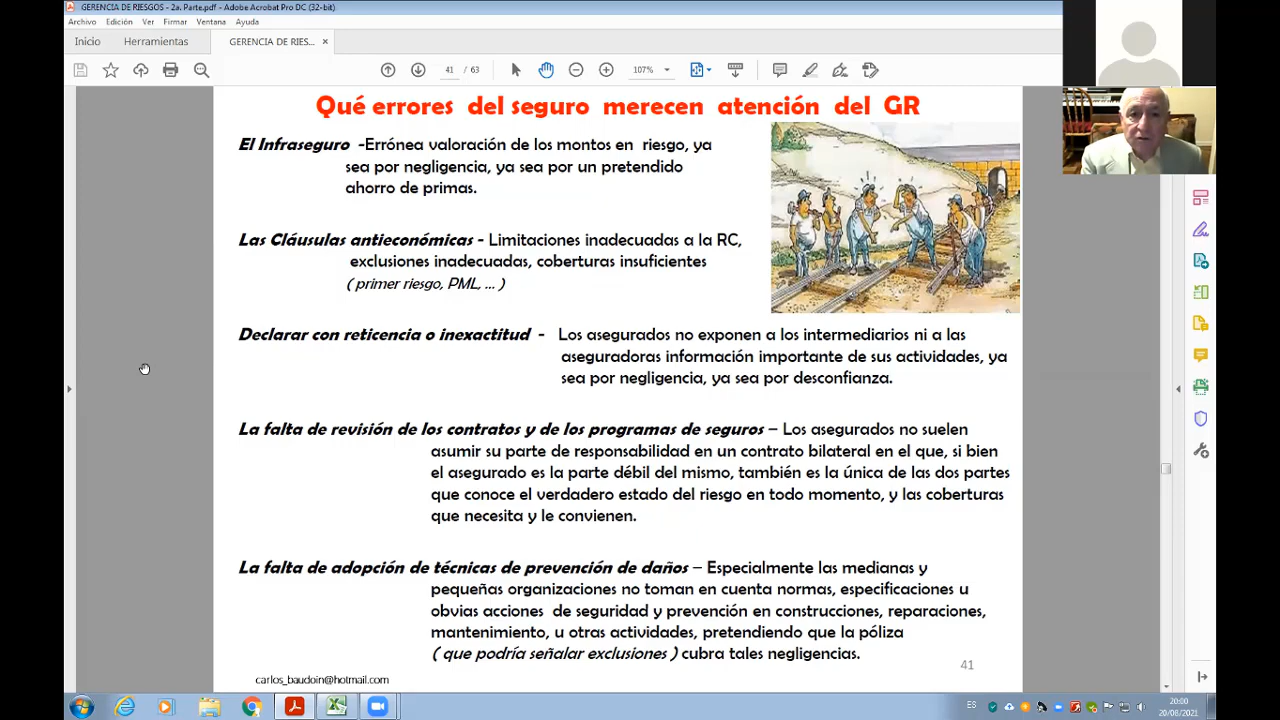 GERENCIA DE RIESGOS - 2a. Parte.pdf - Adobe Acrobat Pro DC (32-bit)
Archivo Edición Ver Firmar Ventana Ayuda
Inicio Herramientas GERENCIA DE RIES... ×
41 / 63 107%
Qué errores del seguro merecen atención del GR
El Infraseguro -Errónea valoración de los montos en riesgo, ya
sea por negligencia, ya sea por un pretendido
ahorro de primas.
Las Cláusulas antieconómicas - Limitaciones inadecuadas a la RC,
exclusiones inadecuadas, coberturas insuficientes
( primer riesgo, PML, ... )
Declarar con reticencia o inexactitud - Los asegurados no exponen a los intermediarios ni a las
aseguradoras información importante de sus actividades, ya
sea por negligencia, ya sea por desconfianza.
La falta de revisión de los contratos y de los programas de seguros – Los asegurados no suelen
asumir su parte de responsabilidad en un contrato bilateral en el que, si bien
el asegurado es la parte débil del mismo, también es la única de las dos partes
que conoce el verdadero estado del riesgo en todo momento, y las coberturas
que necesita y le convienen.
La falta de adopción de técnicas de prevención de daños – Especialmente las medianas y
pequeñas organizaciones no toman en cuenta normas, especificaciones u
obvias acciones de seguridad y prevención en construcciones, reparaciones,
mantenimiento, u otras actividades, pretendiendo que la póliza
( que podría señalar exclusiones ) cubra tales negligencias.
41
carlos_baudoin@hotmail.com
ES
20:00
20/08/2021